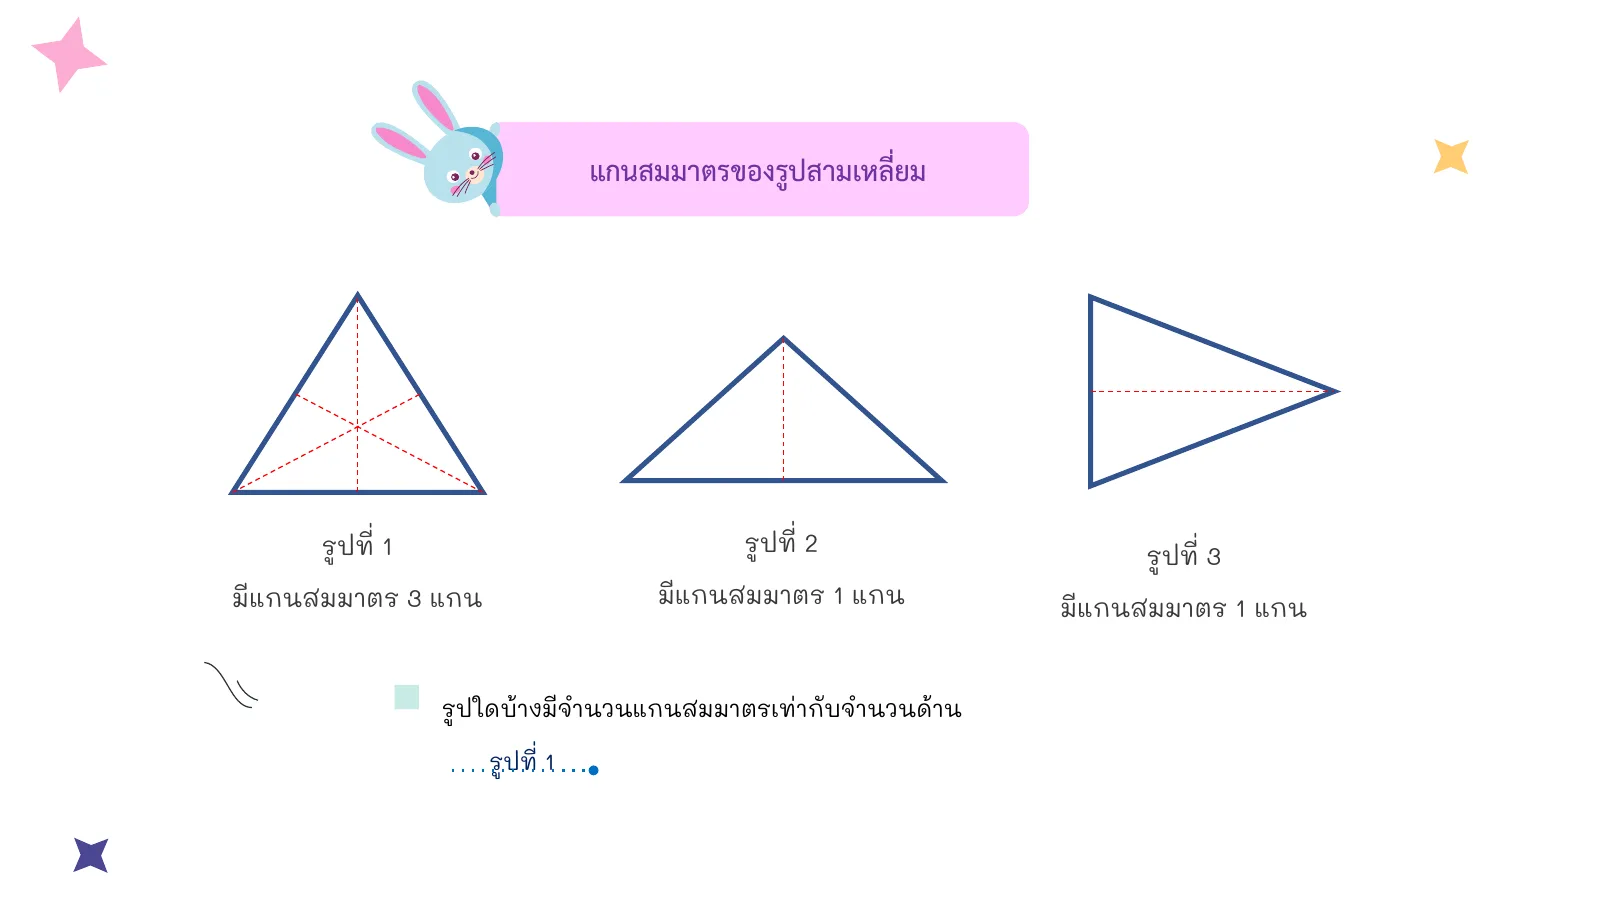 แกนสมมาตรของรูปสามเหลี่ยม
รูปที่ 1
มีแกนสมมาตร 3 แกน
รูปที่ 2
มีแกนสมมาตร 1 แกน
รูปที่ 3
มีแกนสมมาตร 1 แกน
รูปใดบ้างมีจำนวนแกนสมมาตรเท่ากับจำนวนด้าน
รูปที่ 1